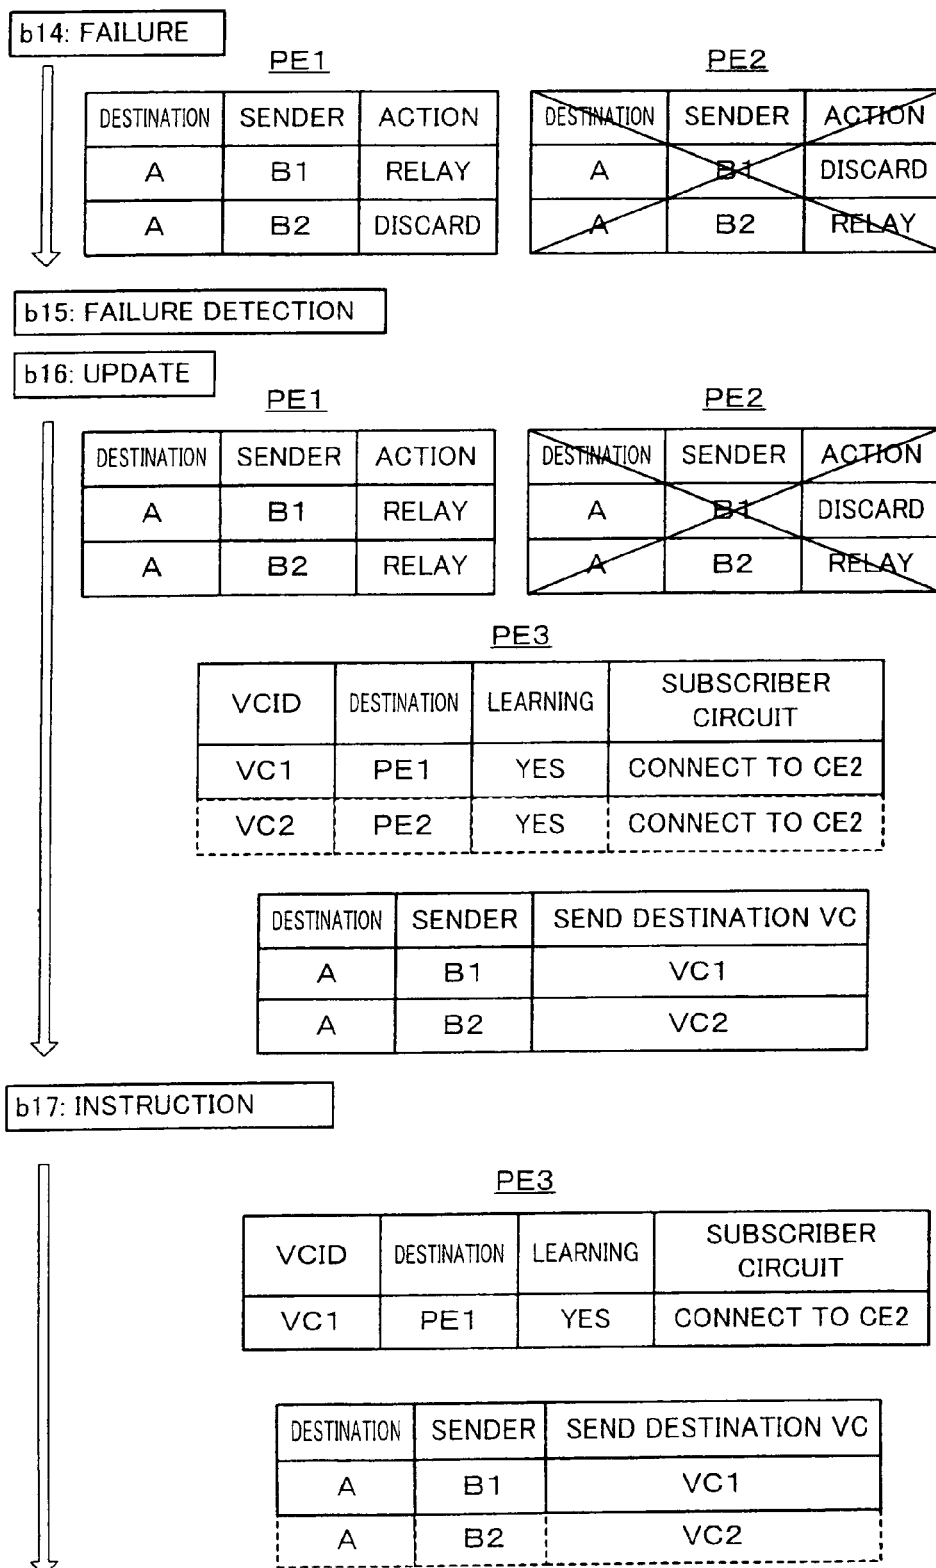 b14: FAILURE
PE1
PE2
DESTINATION SENDER ACTION
A B1 RELAY
A B2 DISCARD
DESTINATION SENDER ACTION
A B1 DISCARD
A B2 RELAY
b15: FAILURE DETECTION
b16: UPDATE
PE1
PE2
DESTINATION SENDER ACTION
A B1 RELAY
A B2 RELAY
DESTINATION SENDER ACTION
A B1 DISCARD
A B2 RELAY
PE3
VCID DESTINATION LEARNING SUBSCRIBER
CIRCUIT
VC1 PE1 YES CONNECT TO CE2
VC2 PE2 YES CONNECT TO CE2
DESTINATION SENDER SEND DESTINATION VC
A B1 VC1
A B2 VC2
b17: INSTRUCTION
PE3
VCID DESTINATION LEARNING SUBSCRIBER
CIRCUIT
VC1 PE1 YES CONNECT TO CE2
DESTINATION SENDER SEND DESTINATION VC
A B1 VC1
A B2 VC2